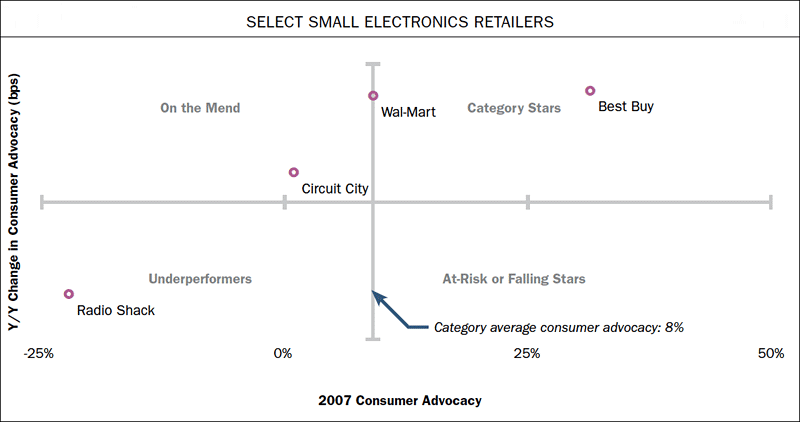 SELECT SMALL ELECTRONICS RETAILERS
Y/Y Change in Consumer Advocacy (bps)
On the Mend
Category Stars
Wal-Mart
Best Buy
Circuit City
Underperformers
At-Risk or Falling Stars
Radio Shack
Category average consumer advocacy: 8%
-25%
0%
25%
50%
2007 Consumer Advocacy